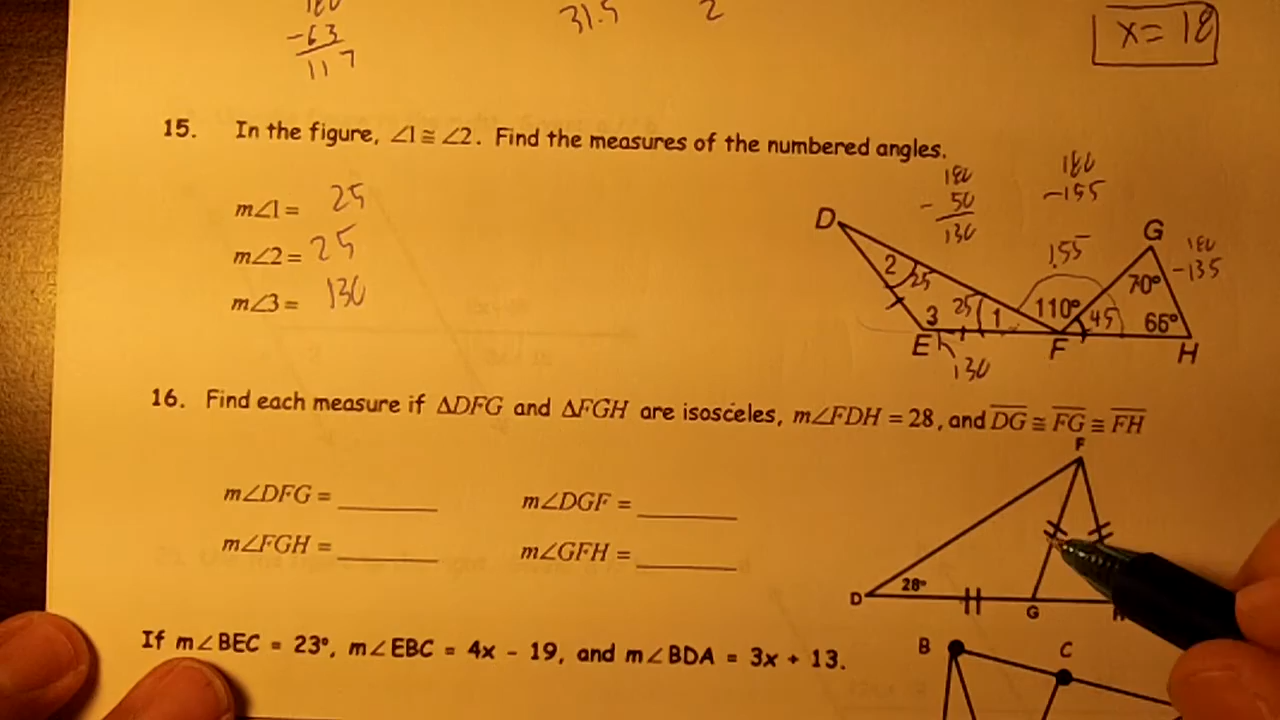 180
-63
117
31.5
2
x = 18
15. In the figure, ∠1 ≅ ∠2. Find the measures of the numbered angles.
m∠1 = 25
m∠2 = 25
m∠3 = 130
180
- 50
130
180
-155
155
180
-135
D
2
25
3
25
1
110°
45
G
70°
66°
E
F
H
130
16. Find each measure if ΔDFG and ΔFGH are isosceles, m∠FDH = 28, and DG ≅ FG ≅ FH
m∠DFG = ________ m∠DGF = ________
m∠FGH = ________ m∠GFH = ________
F
D
28°
G
If m∠BEC = 23°, m∠EBC = 4x - 19, and m∠BDA = 3x + 13.
B
C